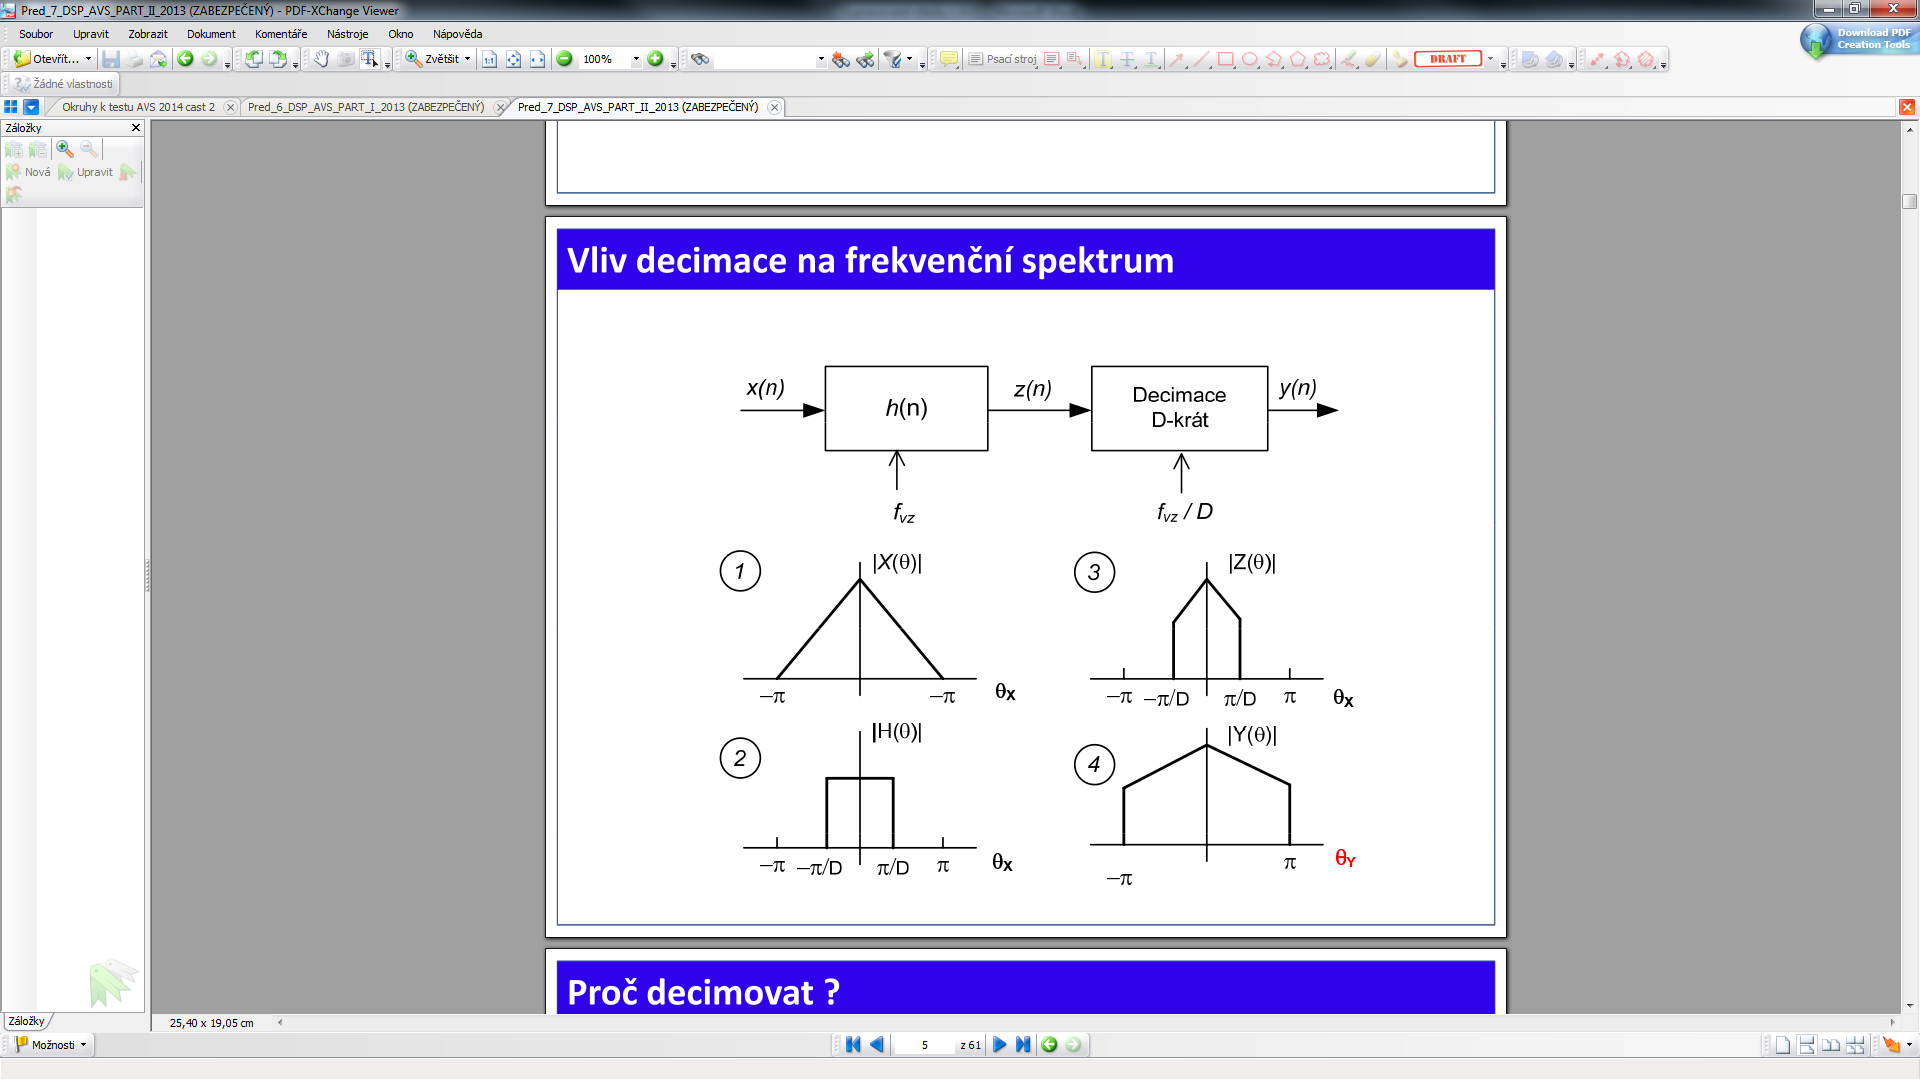 Pred_7_DSP_AVS_PART_II_2013 (ZABEZPEČENÝ) - PDF-XChange Viewer
Soubor Upravit Zobrazit Dokument Komentáře Nástroje Okno Nápověda
Download PDF
Creation Tools
Otevřít... Zvětšit 100% Psací stroj DRAFT
Žádné vlastnosti
Okruhy k testu AVS 2014 cast 2 Pred_6_DSP_AVS_PART_I_2013 (ZABEZPEČENÝ) Pred_7_DSP_AVS_PART_II_2013 (ZABEZPEČENÝ)
Záložky
Nová Upravit
Vliv decimace na frekvenční spektrum
x(n) h(n) z(n) Decimace
D-krát y(n)
fvz fvz / D
1 |X(θ)| 3 |Z(θ)|
−π −π θX −π −π/D π/D π θX
2 |H(θ)| 4 |Y(θ)|
−π −π/D π/D π θX −π π θY
Proč decimovat ?
Záložky
25,40 x 19,05 cm
Možnosti 5 z 61